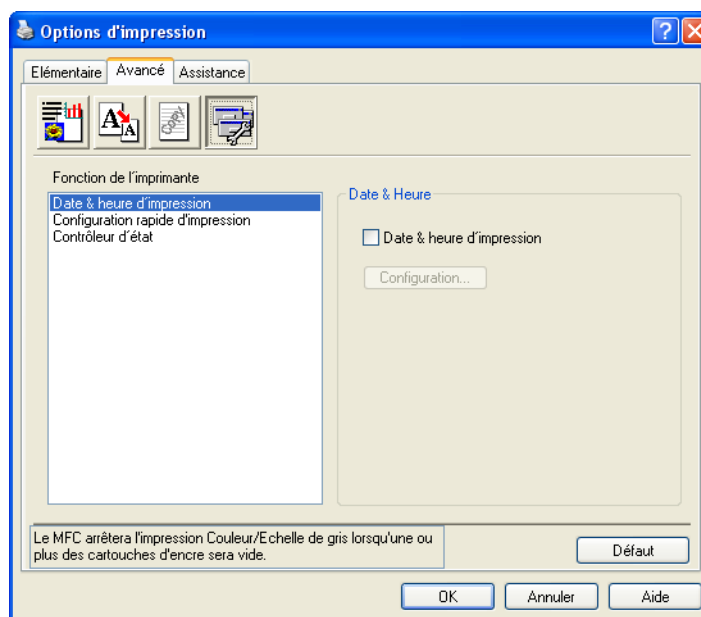 Options d'impression
Elémentaire Avancé Assistance
A A copy
Fonction de l´imprimante
Date & heure d´impression
Configuration rapide d'impression
Contrôleur d´état
Date & Heure
Date & heure d´impression
Configuration...
Le MFC arrêtera l'impression Couleur/Echelle de gris lorsqu'une ou
plus des cartouches d'encre sera vide.
Défaut
OK Annuler Aide